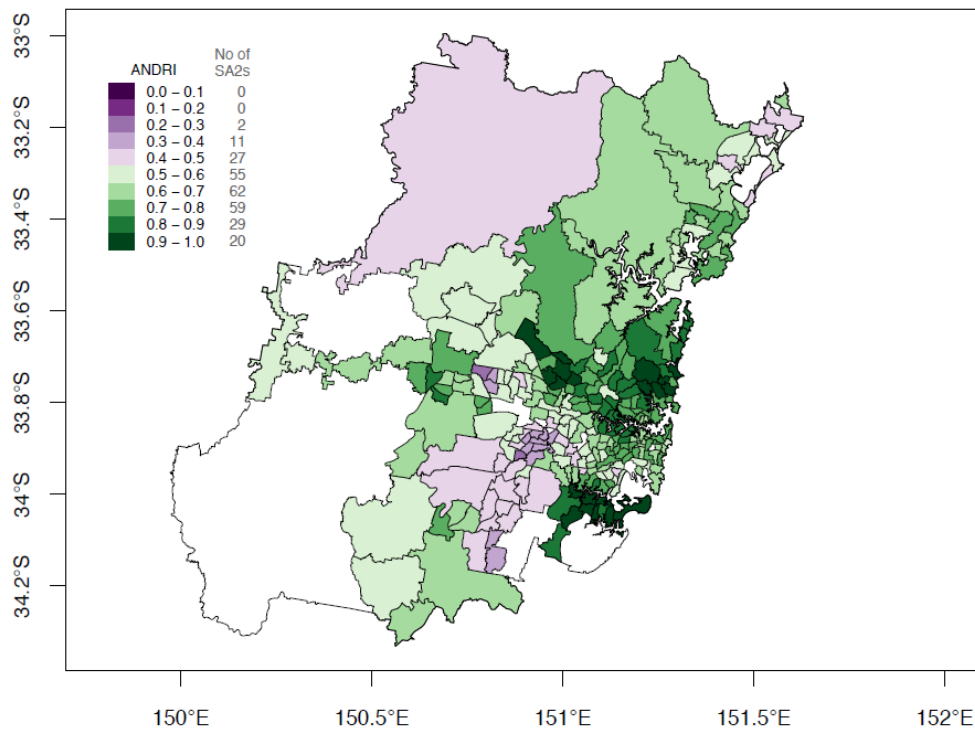 No of
ANDRI SA2s
0.0 – 0.1 0
0.1 – 0.2 0
0.2 – 0.3 2
0.3 – 0.4 11
0.4 – 0.5 27
0.5 – 0.6 55
0.6 – 0.7 62
0.7 – 0.8 59
0.8 – 0.9 29
0.9 – 1.0 20
33°S
33.2°S
33.4°S
33.6°S
33.8°S
34°S
34.2°S
150°E 150.5°E 151°E 151.5°E 152°E